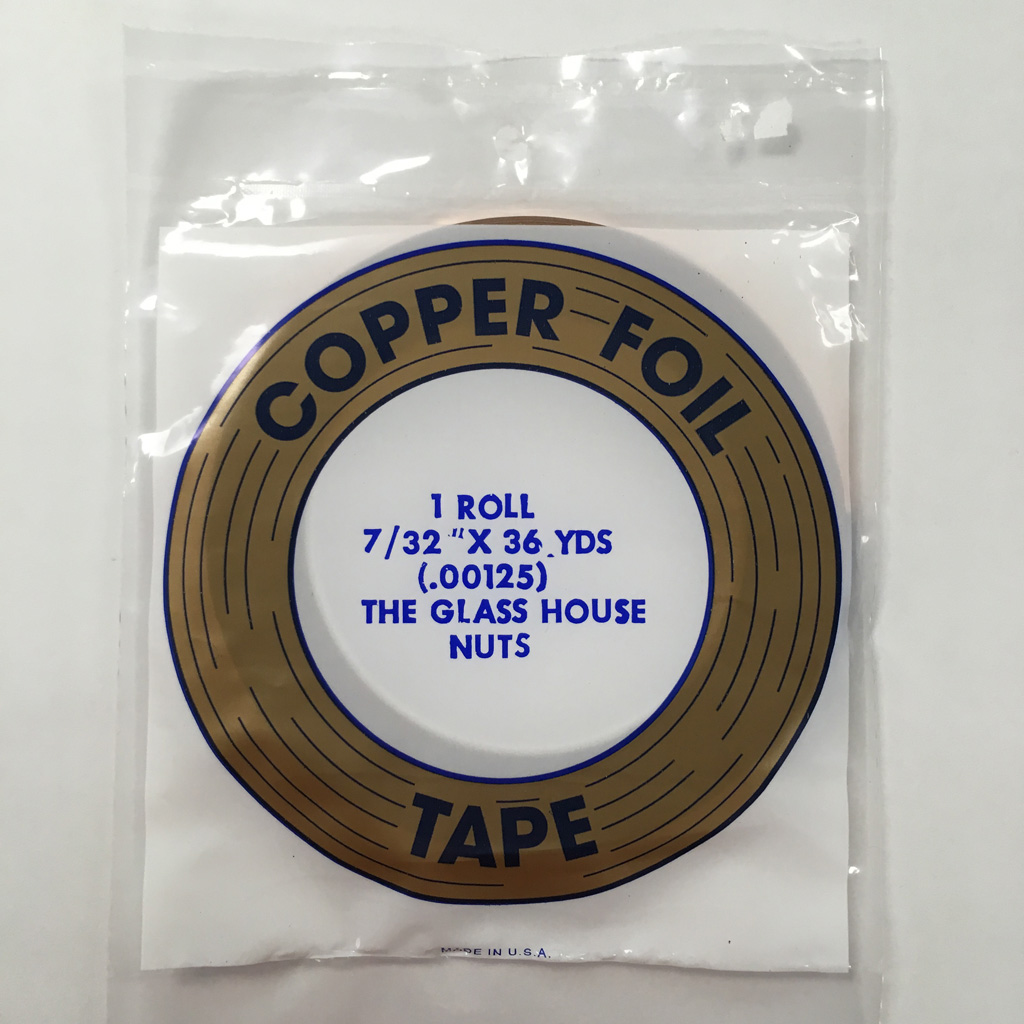 COPPER FOIL
1 ROLL
7/32 " X 36 YDS
(.00125)
THE GLASS HOUSE
NUTS
TAPE
MADE IN U.S.A.